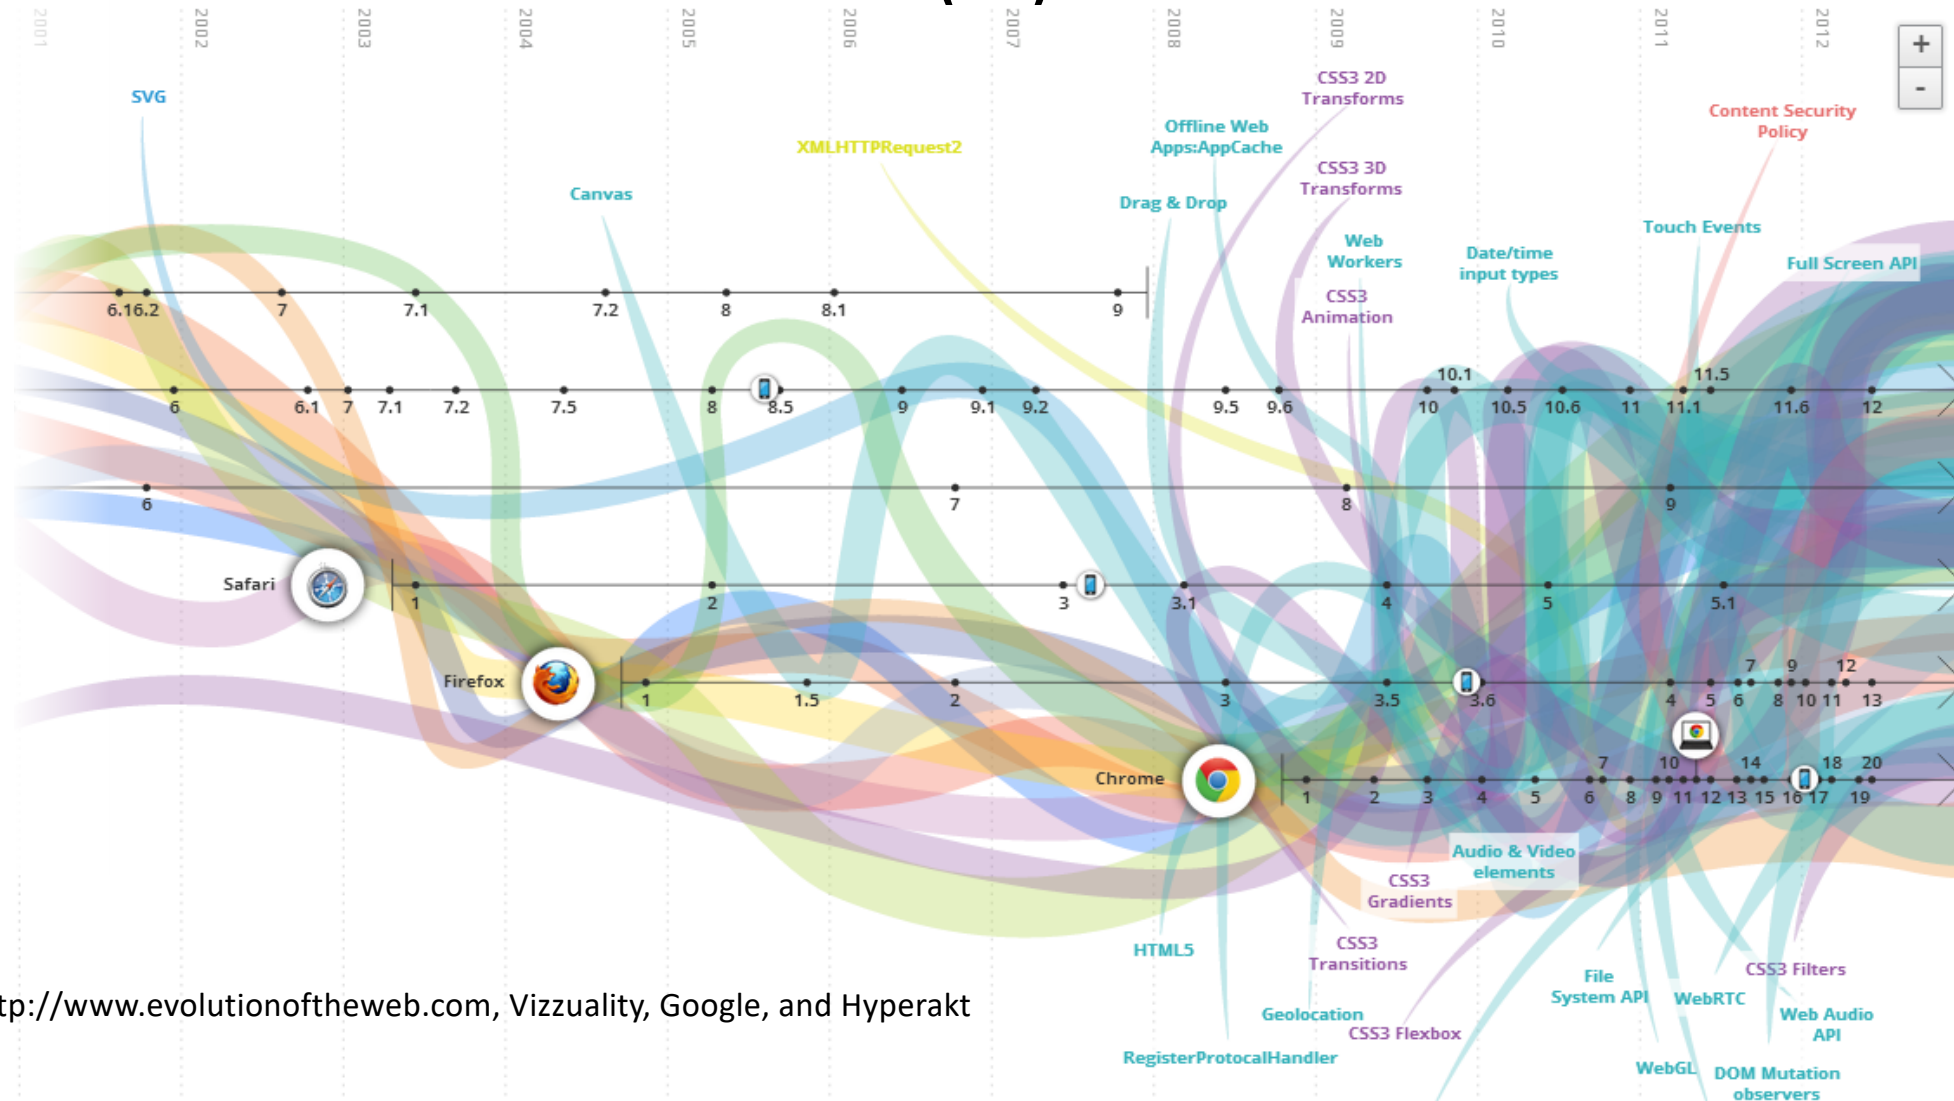 2001
2002
2003
2004
2005
2006
2007
2008
2009
2010
2011
2012
+
-
SVG
Canvas
XMLHTTPRequest2
Offline Web
Apps:AppCache
Drag & Drop
CSS3 2D
Transforms
CSS3 3D
Transforms
Web
Workers
CSS3
Animation
Date/time
input types
Touch Events
Content Security
Policy
Full Screen API
6.1 6.2 7 7.1 7.2 8 8.1 9
10.1 11.5
6 6.1 7 7.1 7.2 7.5 8 8.5 9 9.1 9.2 9.5 9.6 10 10.5 10.6 11 11.1 11.6 12
6 7 8 9
Safari
1 2 3 3.1 4 5 5.1
Firefox
7 9 12
1 1.5 2 3 3.5 3.6 4 5 6 8 10 11 13
Chrome
7 10 14 18 20
1 2 3 4 5 6 8 9 11 12 13 15 16 17 19
Audio & Video
elements
CSS3
Gradients
HTML5
CSS3
Transitions
File
System API
WebRTC
CSS3 Filters
Geolocation
CSS3 Flexbox
Web Audio
API
RegisterProtocalHandler
WebGL
DOM Mutation
observers
tp://www.evolutionoftheweb.com, Vizzuality, Google, and Hyperakt